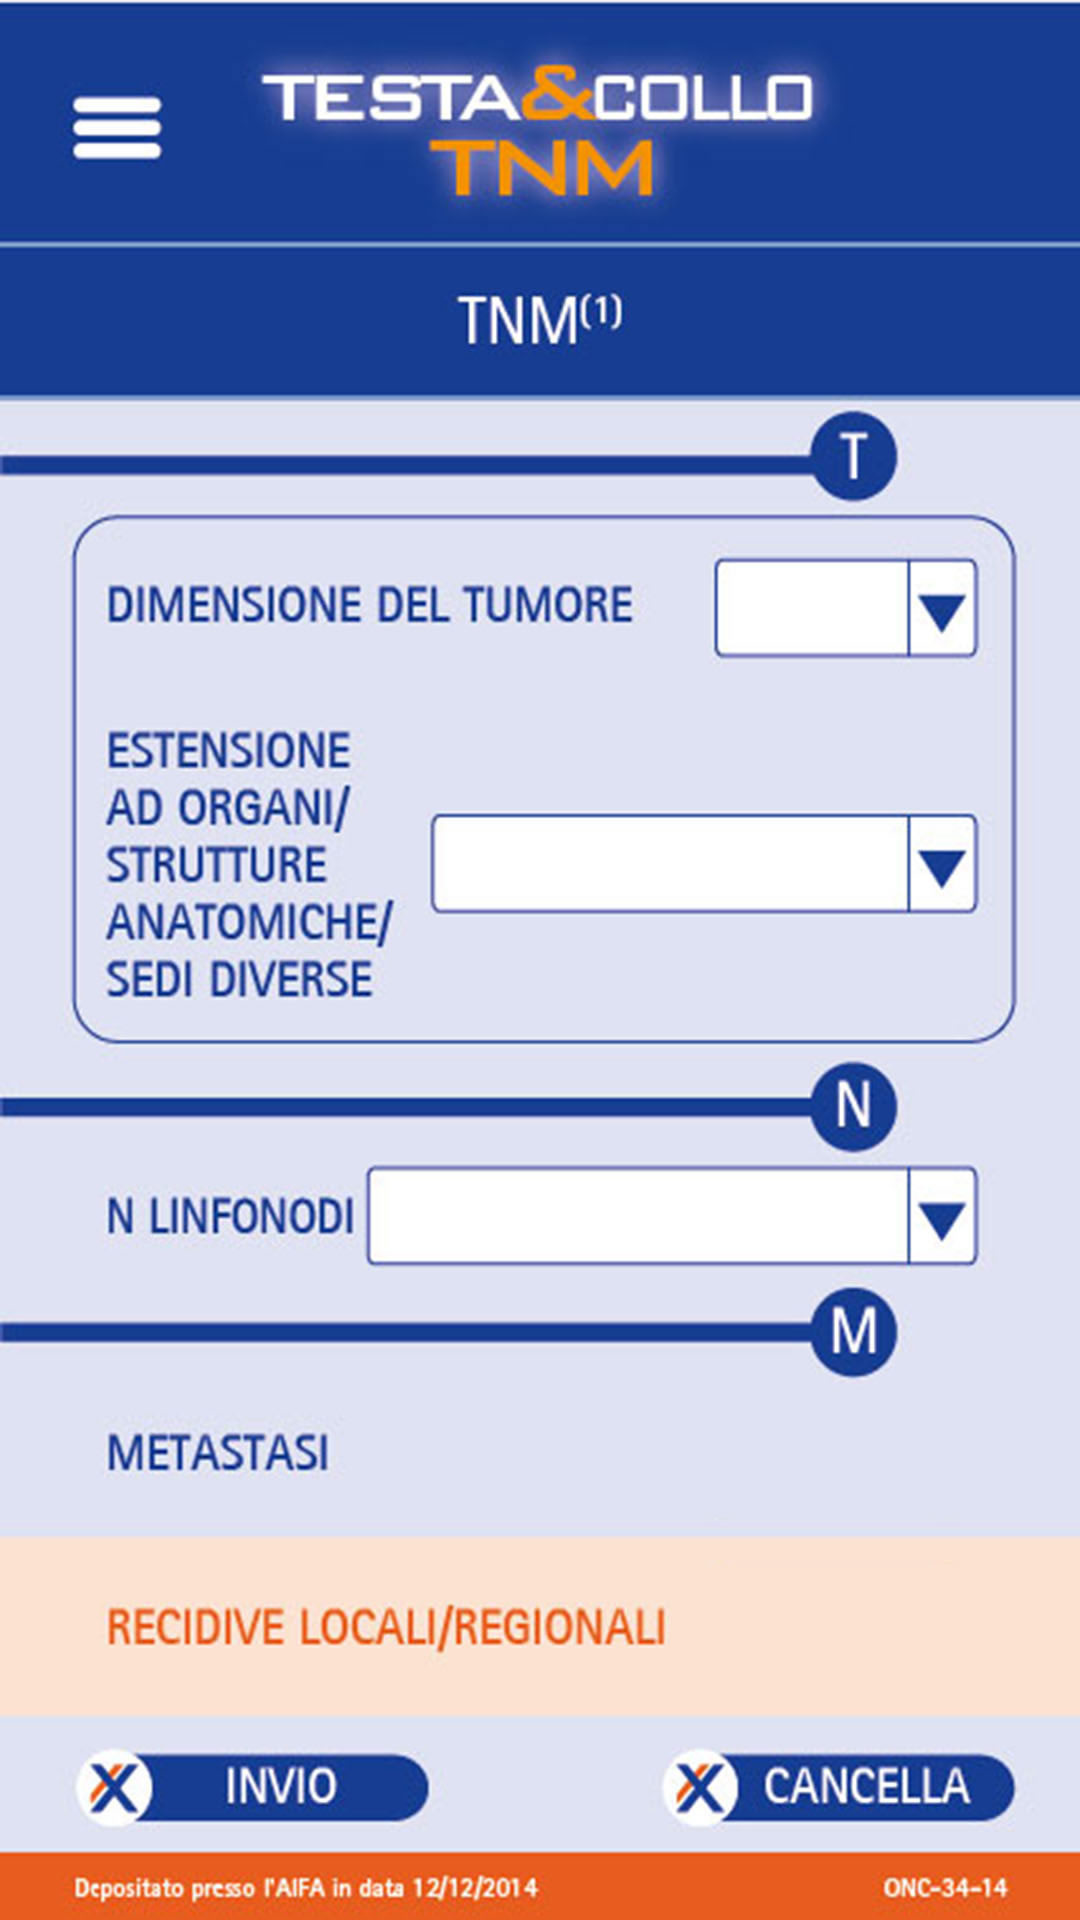 TESTA&COLLO
TNM
TNM(1)
T
DIMENSIONE DEL TUMORE
ESTENSIONE
AD ORGANI/
STRUTTURE
ANATOMICHE/
SEDI DIVERSE
N
N LINFONODI
M
METASTASI
RECIDIVE LOCALI/REGIONALI
INVIO
CANCELLA
Depositato presso l'AIFA in data 12/12/2014
ONC-34-14